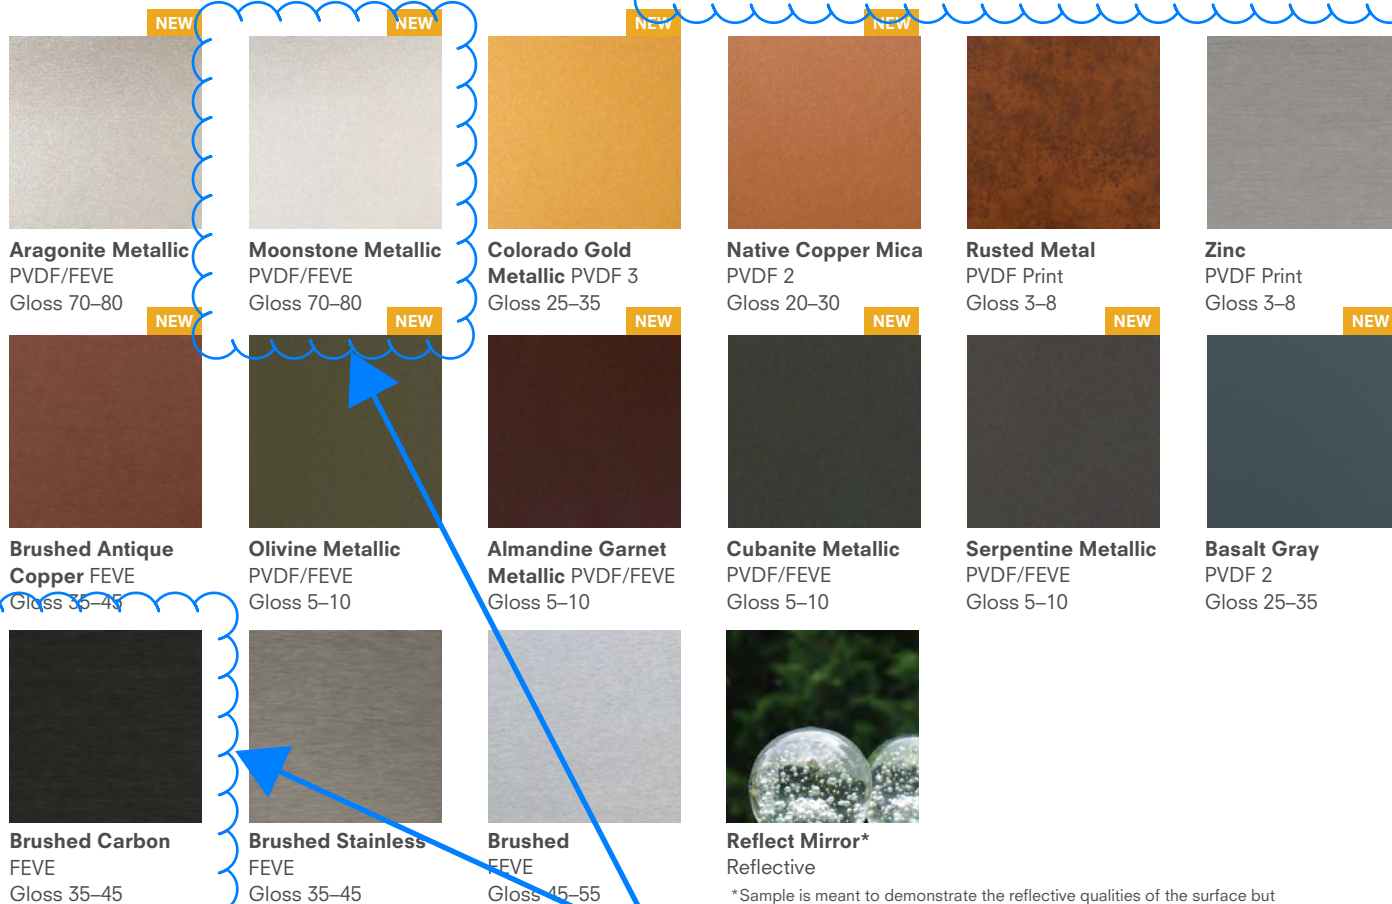 NEW NEW NEW NEW
Aragonite Metallic
PVDF/FEVE
Gloss 70–80
Moonstone Metallic
PVDF/FEVE
Gloss 70–80
Colorado Gold
Metallic PVDF 3
Gloss 25–35
Native Copper Mica
PVDF 2
Gloss 20–30
Rusted Metal
PVDF Print
Gloss 3–8
Zinc
PVDF Print
Gloss 3–8
NEW NEW NEW NEW NEW NEW
Brushed Antique
Copper FEVE
Gloss 35–45
Olivine Metallic
PVDF/FEVE
Gloss 5–10
Almandine Garnet
Metallic PVDF/FEVE
Gloss 5–10
Cubanite Metallic
PVDF/FEVE
Gloss 5–10
Serpentine Metallic
PVDF/FEVE
Gloss 5–10
Basalt Gray
PVDF 2
Gloss 25–35
Brushed Carbon
FEVE
Gloss 35–45
Brushed Stainless
FEVE
Gloss 35–45
Brushed
FEVE
Gloss 45–55
Reflect Mirror*
Reflective
*Sample is meant to demonstrate the reflective qualities of the surface but